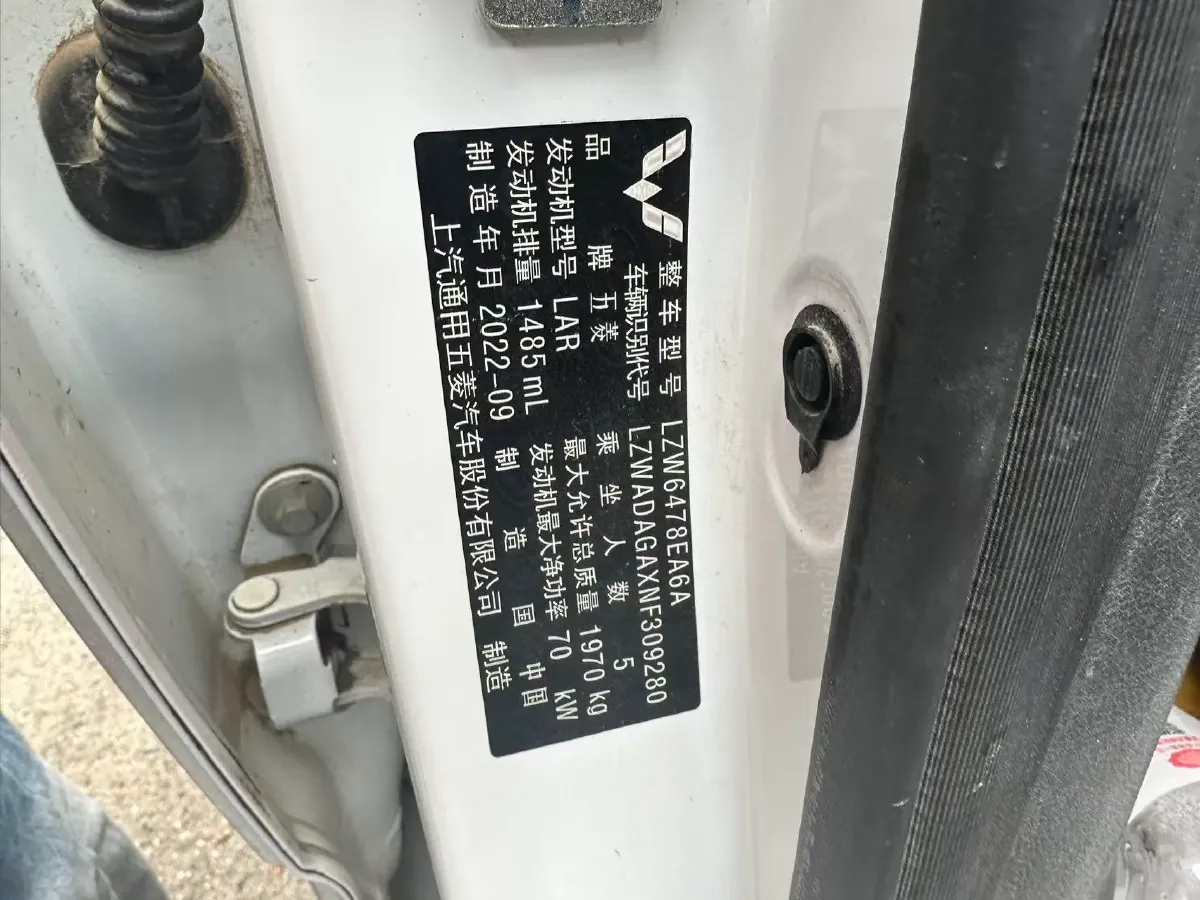 整车型号 LZW6478EA6A
车辆识别代号 LZWADAGAXNF309280
品牌 五菱 乘坐人数 5
发动机型号 LAR 最大允许总质量 1970 kg
发动机排量 1485 mL 发动机最大净功率 70 kW
制造年月 2022-09 制造国 中国
上汽通用五菱汽车股份有限公司 制造